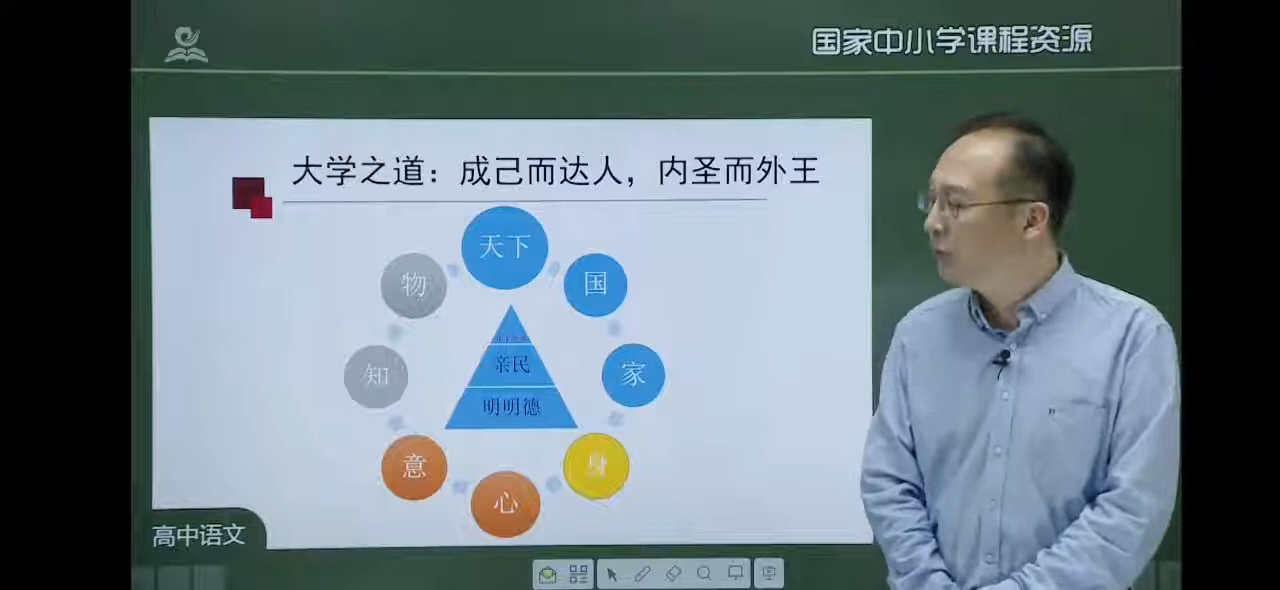 国家中小学课程资源
大学之道：成己而达人，内圣而外王
天下
物
国
亲民
知
家
明明德
意
身
心
高中语文